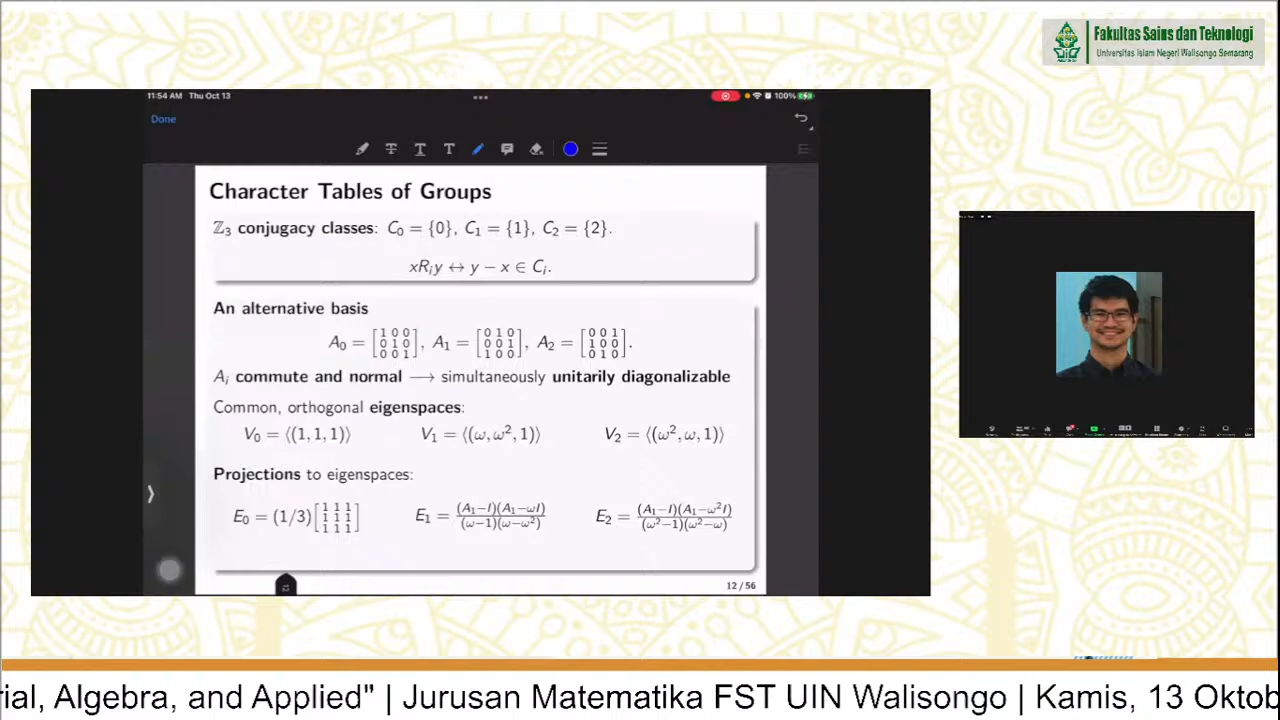 Fakultas Sains dan Teknologi
Universitas Islam Negeri Walisongo Semarang
11:54 AM Thu Oct 13
100%
Done
Character Tables of Groups
ℤ₃ conjugacy classes: C₀ = {0}, C₁ = {1}, C₂ = {2}.
xRᵢy ↔ y − x ∈ Cᵢ.
An alternative basis
A₀ = [1 0 0; 0 1 0; 0 0 1], A₁ = [0 1 0; 0 0 1; 1 0 0], A₂ = [0 0 1; 1 0 0; 0 1 0].
Aᵢ commute and normal ⟶ simultaneously unitarily diagonalizable
Common, orthogonal eigenspaces:
V₀ = ⟨(1, 1, 1)⟩ V₁ = ⟨(ω, ω², 1)⟩ V₂ = ⟨(ω², ω, 1)⟩
Projections to eigenspaces:
E₀ = (1/3)[1 1 1; 1 1 1; 1 1 1] E₁ = (A₁−I)(A₁−ωI)/(ω−1)(ω−ω²) E₂ = (A₁−I)(A₁−ω²I)/(ω²−1)(ω²−ω)
12 / 56
rial, Algebra, and Applied" | Jurusan Matematika FST UIN Walisongo | Kamis, 13 Oktob